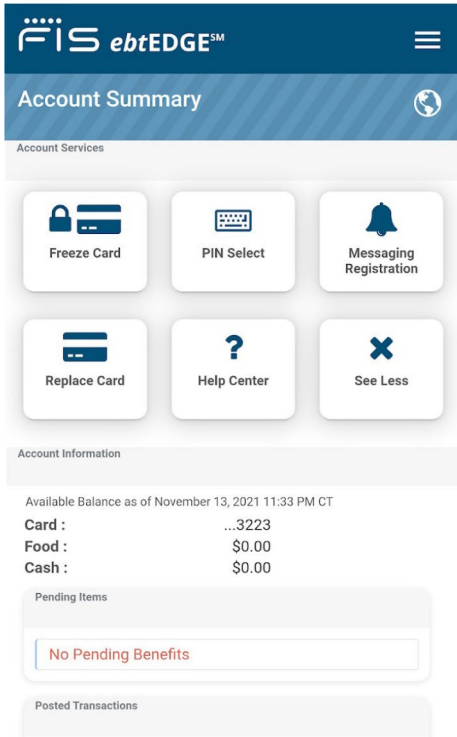 FIS ebtEDGE℠
Account Summary
Account Services
Freeze Card
PIN Select
Messaging
Registration
Replace Card
?
Help Center
See Less
Account Information
Available Balance as of November 13, 2021 11:33 PM CT
Card : ...3223
Food : $0.00
Cash : $0.00
Pending Items
No Pending Benefits
Posted Transactions